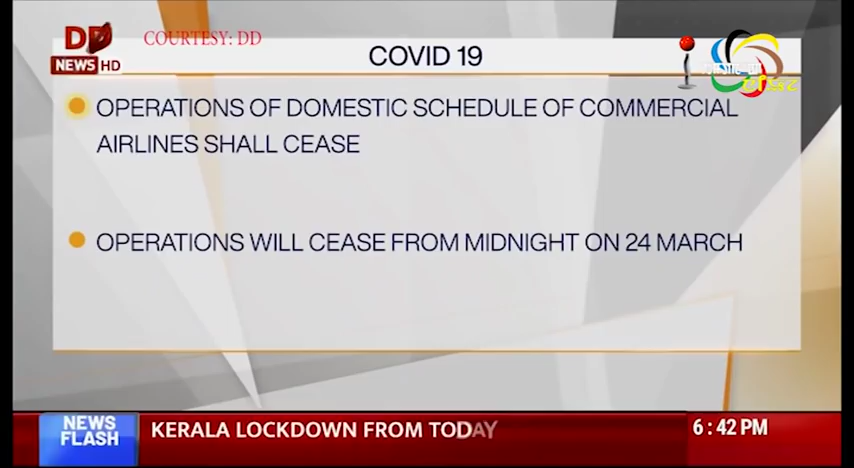 DD
NEWS HD
COURTESY: DD
COVID 19
OPERATIONS OF DOMESTIC SCHEDULE OF COMMERCIAL
AIRLINES SHALL CEASE
OPERATIONS WILL CEASE FROM MIDNIGHT ON 24 MARCH
NEWS
FLASH
KERALA LOCKDOWN FROM TODAY
6:42 PM